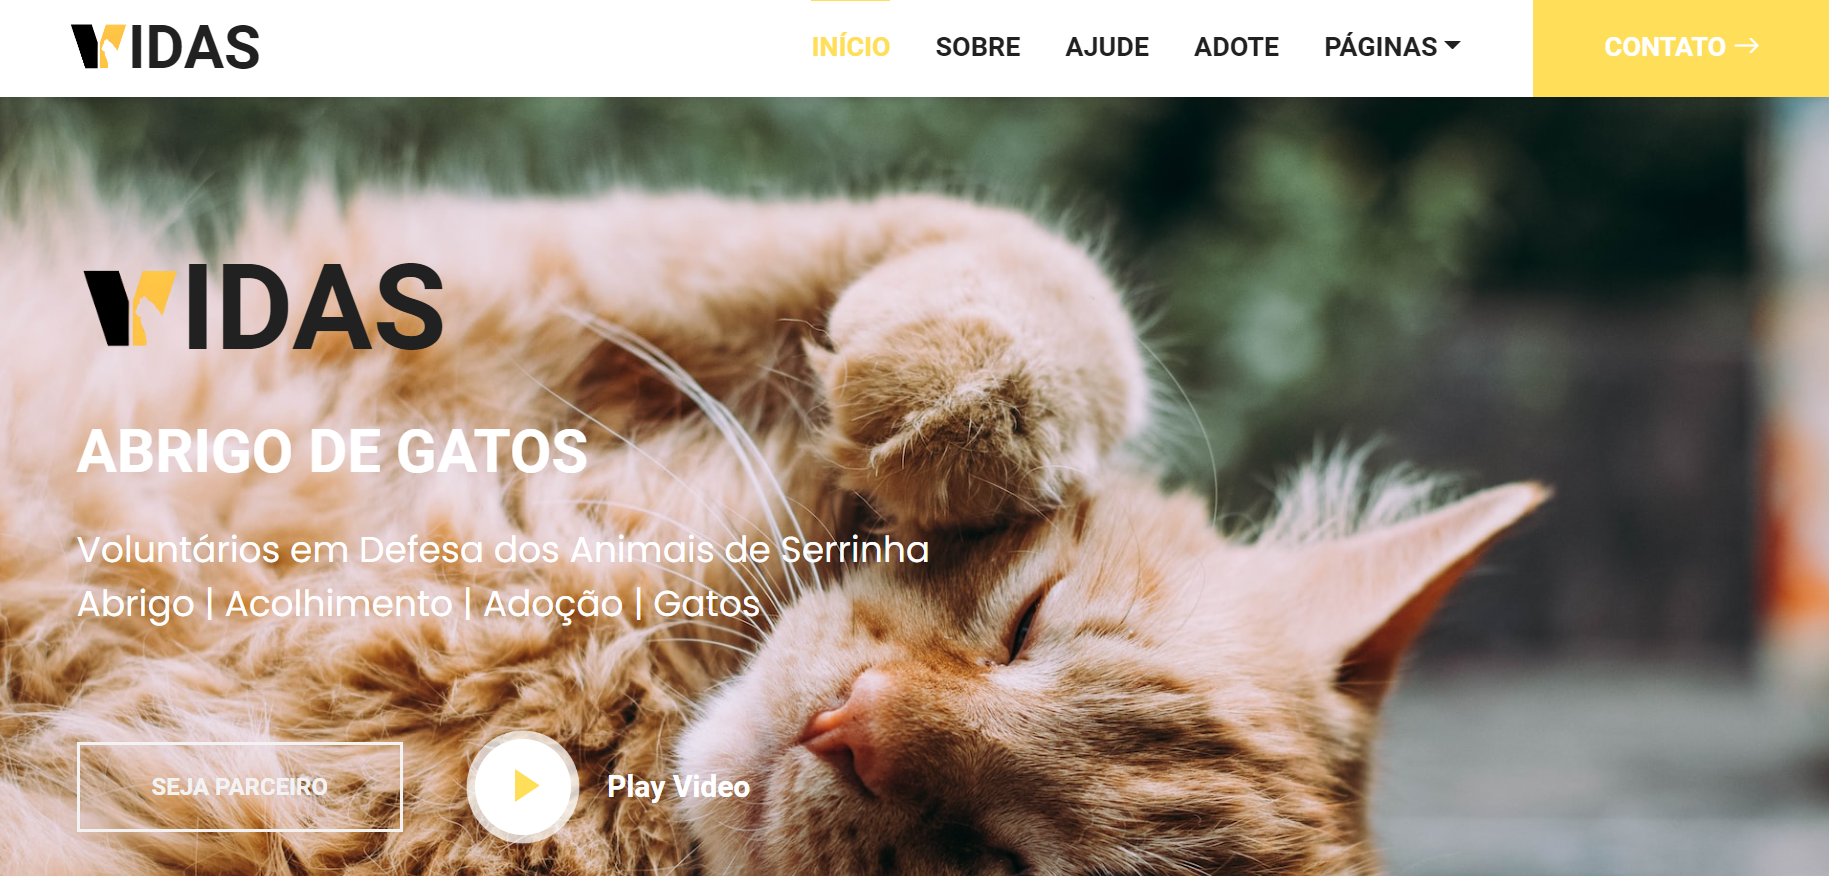 VIDAS
INÍCIO SOBRE AJUDE ADOTE PÁGINAS CONTATO →
VIDAS
ABRIGO DE GATOS
Voluntários em Defesa dos Animais de Serrinha
Abrigo | Acolhimento | Adoção | Gatos
SEJA PARCEIRO
Play Video